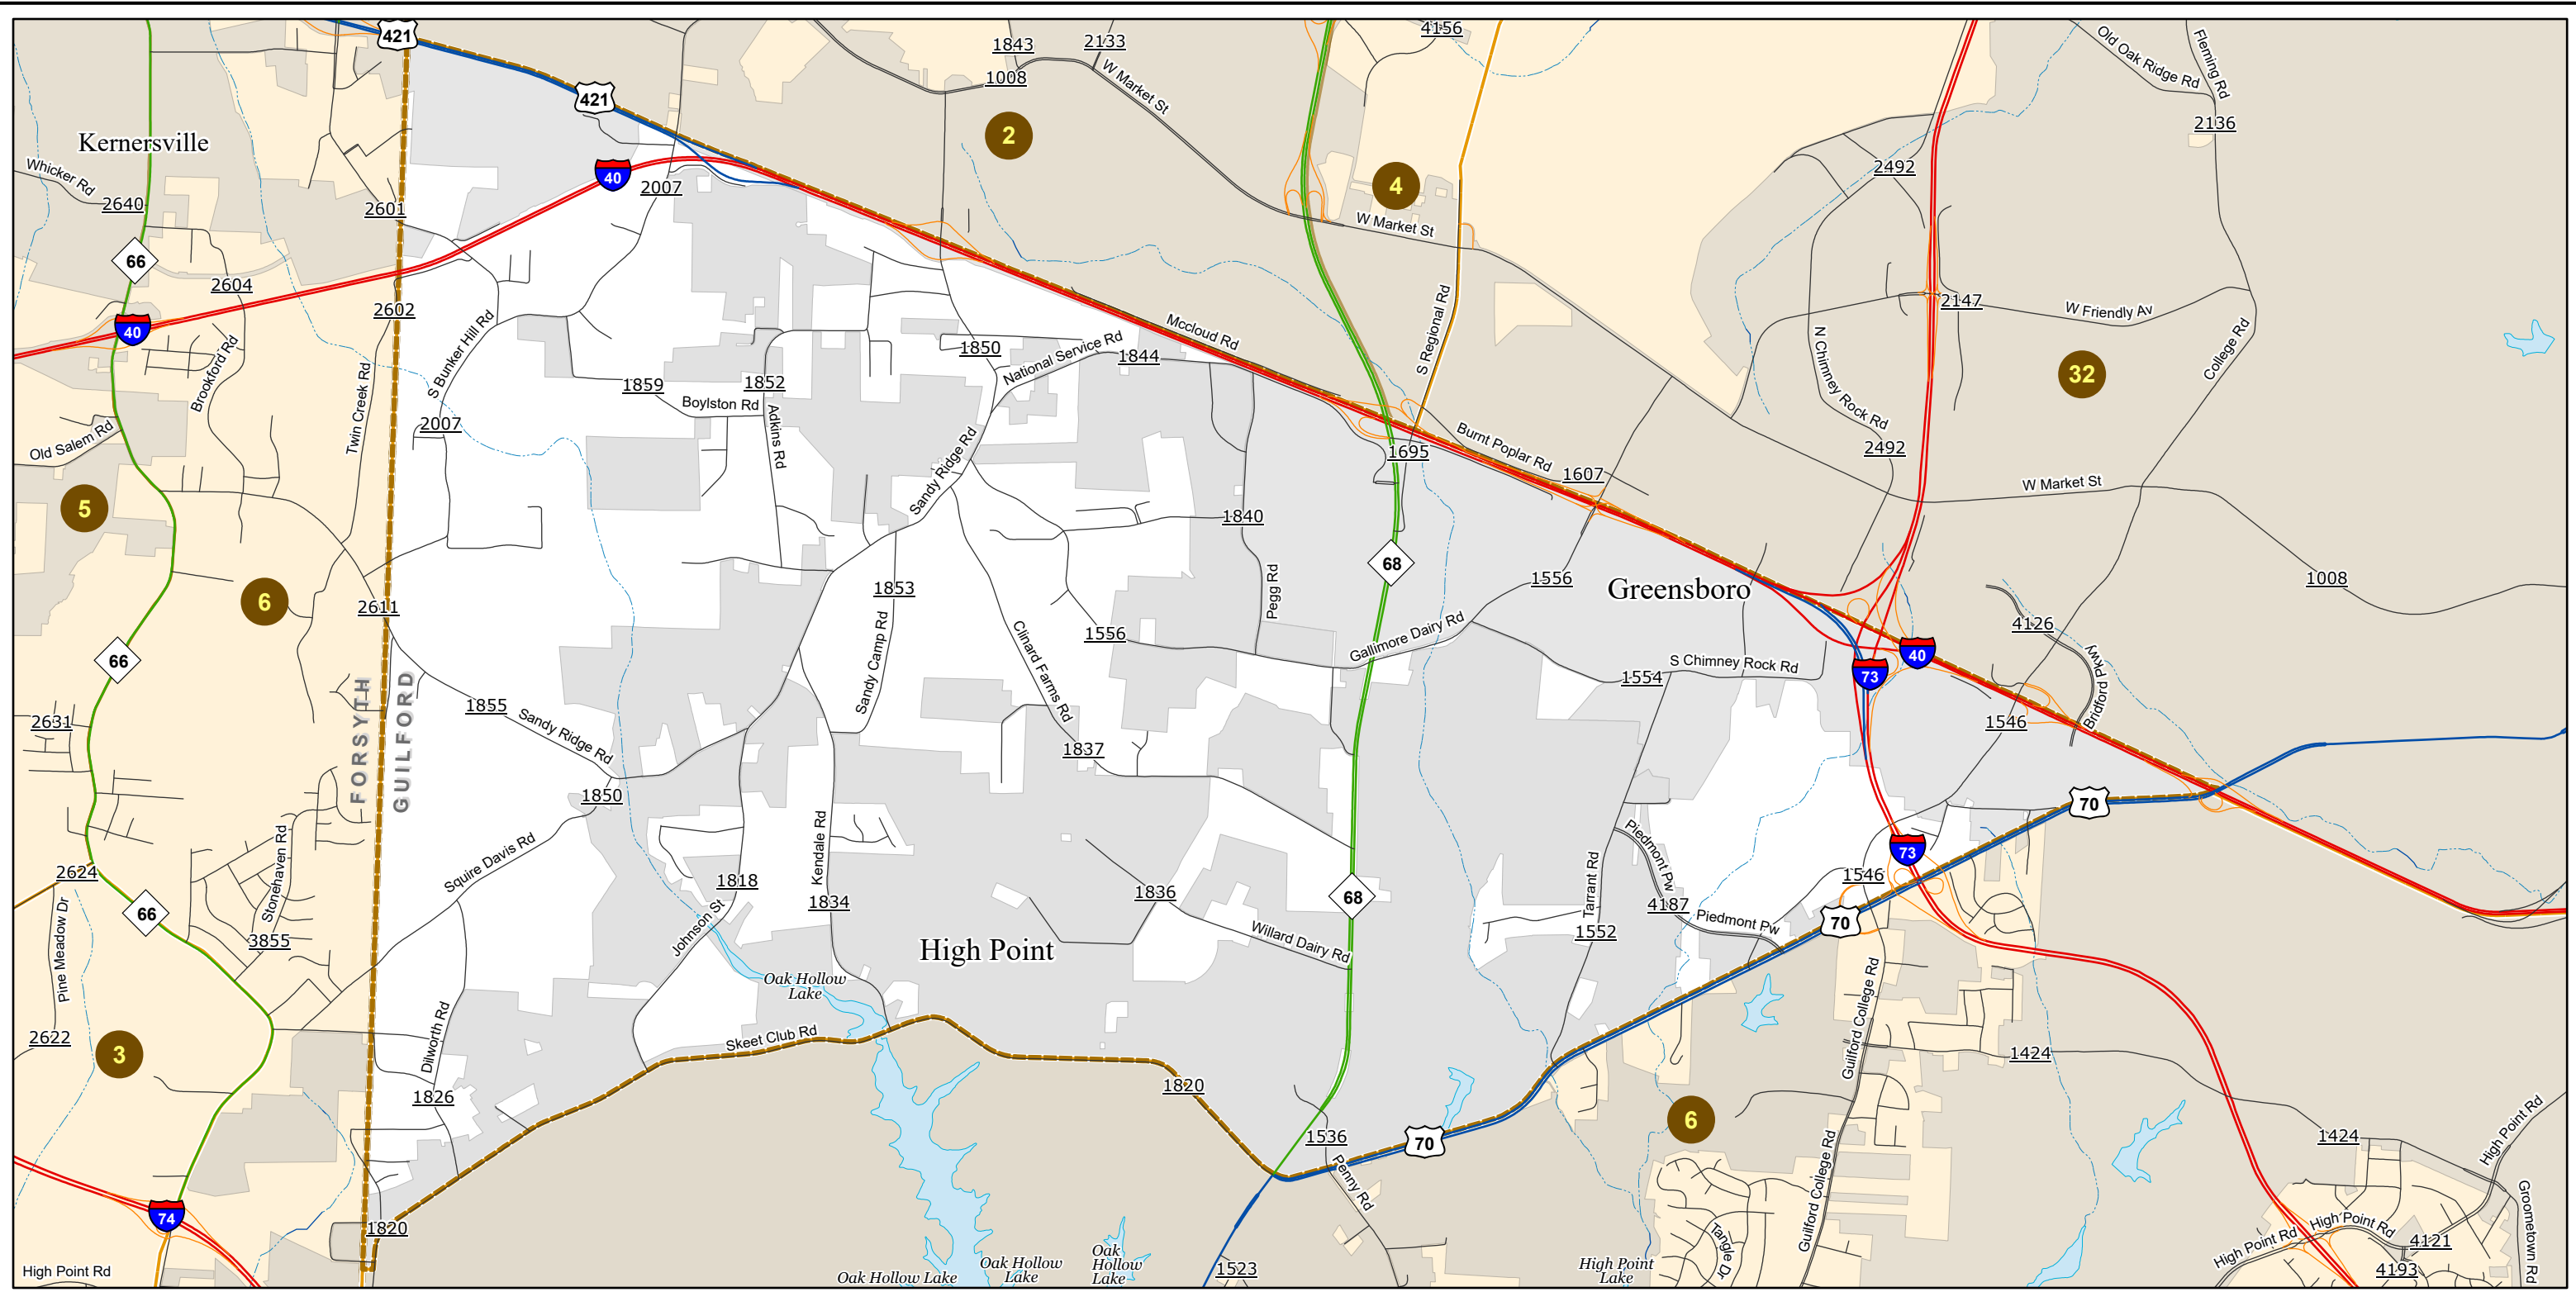 421
1843
2133
4156
Old Oak Ridge Rd
Fleming Rd
1008
W Market St
421
2
2136
Kernersville
Whicker Rd
40
2007
4
2492
2640
2601
W Market St
66
2604
2602
2147
W Friendly Av
40
S Bunker Hill Rd
Mccloud Rd
S Regional Rd
N Chimney Rock Rd
College Rd
Brookford Rd
1850
National Service Rd
1844
Twin Creek Rd
1859
1852
32
Boylston Rd
Adkins Rd
2007
Old Salem Rd
Sandy Ridge Rd
1695
Burnt Poplar Rd
1607
2492
W Market St
5
1840
68
6
2611
1853
Pegg Rd
1556
Greensboro
1008
Sandy Camp Rd
Clinard Farms Rd
1556
Gallimore Dairy Rd
4126
66
40
73
S Chimney Rock Rd
1554
Bridford Pkwy
FORSYTH
GUILFORD
1855
Sandy Ridge Rd
2631
1837
1546
1850
70
Squire Davis Rd
Stonehaven Rd
Kendale Rd
Piedmont Pw
73
2624
1818
1836
68
Tarrant Rd
1546
66
1834
4187
Piedmont Pw
70
Johnson St
Willard Dairy Rd
1552
3855
High Point
Pine Meadow Dr
Oak Hollow
Lake
Guilford College Rd
2622
Dilworth Rd
Skeet Club Rd
3
1424
1826
1820
6
1536
70
1424
High Point Rd
Penny Rd
Guilford College Rd
74
1820
Tangle Dr
High Point Rd
High Point Rd
4121
Groometown Rd
High Point Rd
Oak Hollow Lake
Oak Hollow
Lake
Oak
Hollow
Lake
1523
High Point
Lake
4193